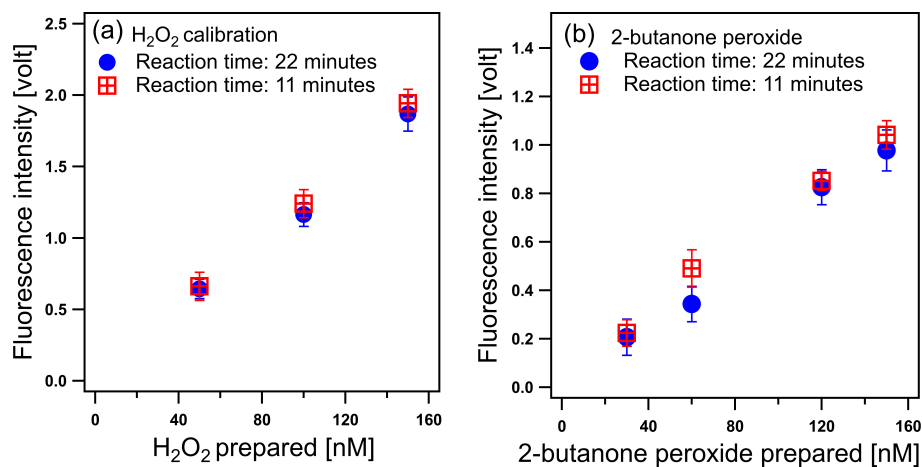 (a) H₂O₂ calibration
Reaction time: 22 minutes
Reaction time: 11 minutes
Fluorescence intensity [volt]
2.5
2.0
1.5
1.0
0.5
0.0
0 40 80 120 160
H₂O₂ prepared [nM]
(b) 2-butanone peroxide
Reaction time: 22 minutes
Reaction time: 11 minutes
Fluorescence intensity [volt]
1.4
1.2
1.0
0.8
0.6
0.4
0.2
0.0
0 40 80 120 160
2-butanone peroxide prepared [nM]